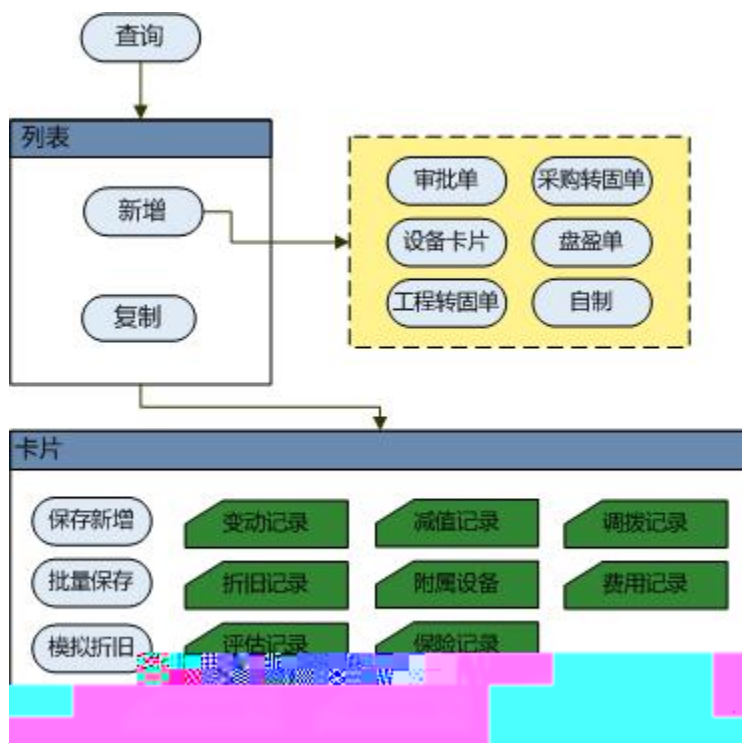 查询
列表
新增
复制
审批单 采购转固单
设备卡片 盘盈单
工程转固单 自制
卡片
保存新增 变动记录 减值记录 调拨记录
批量保存 折旧记录 附属设备 费用记录
模拟折旧 评估记录 保险记录